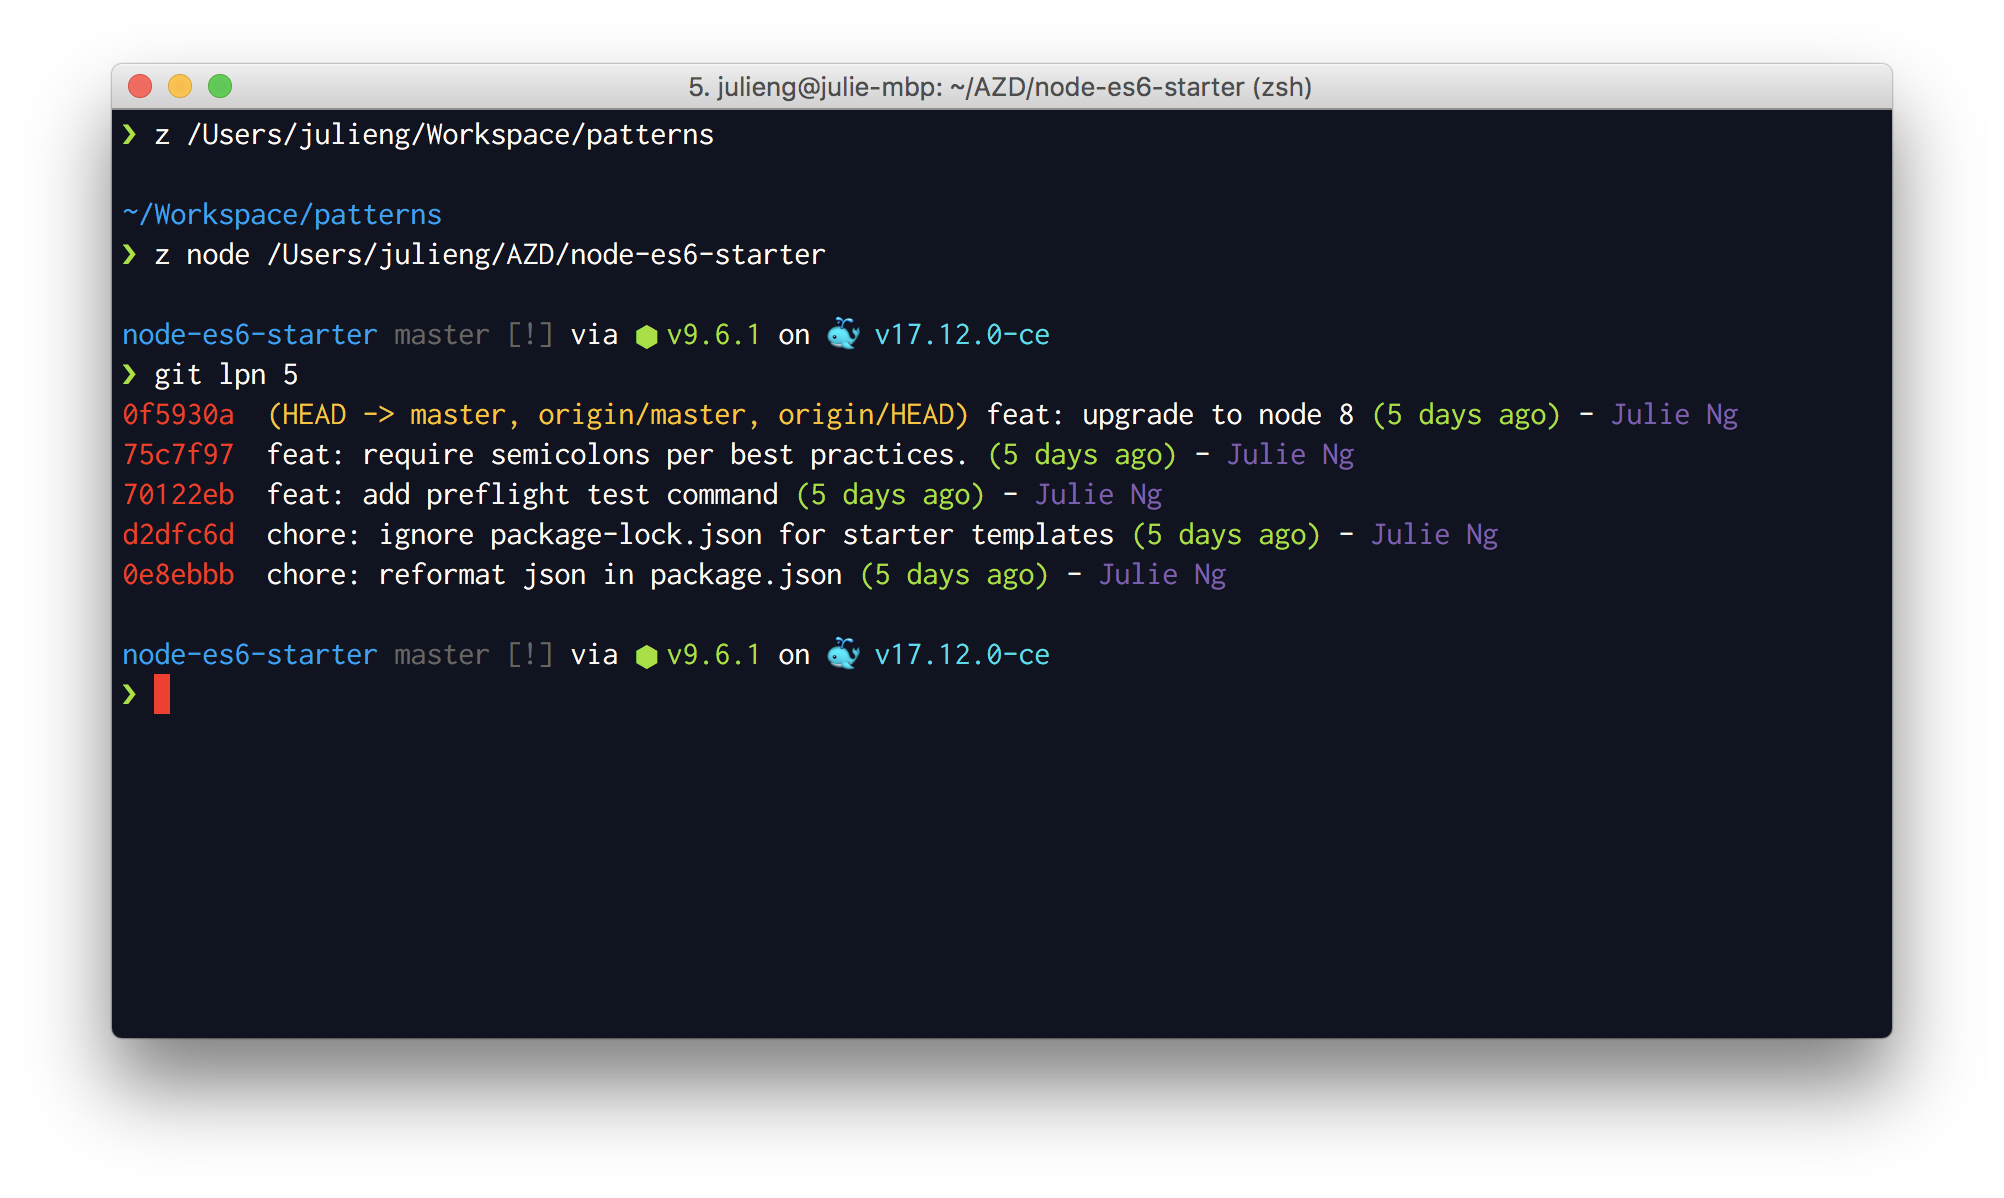 5. julieng@julie-mbp: ~/AZD/node-es6-starter (zsh)
❯ z /Users/julieng/Workspace/patterns
~/Workspace/patterns
❯ z node /Users/julieng/AZD/node-es6-starter
node-es6-starter master [!] via ⬢ v9.6.1 on 🐳 v17.12.0-ce
❯ git lpn 5
0f5930a  (HEAD -> master, origin/master, origin/HEAD) feat: upgrade to node 8 (5 days ago) - Julie Ng
75c7f97  feat: require semicolons per best practices. (5 days ago) - Julie Ng
70122eb  feat: add preflight test command (5 days ago) - Julie Ng
d2dfc6d  chore: ignore package-lock.json for starter templates (5 days ago) - Julie Ng
0e8ebbb  chore: reformat json in package.json (5 days ago) - Julie Ng
node-es6-starter master [!] via ⬢ v9.6.1 on 🐳 v17.12.0-ce
❯